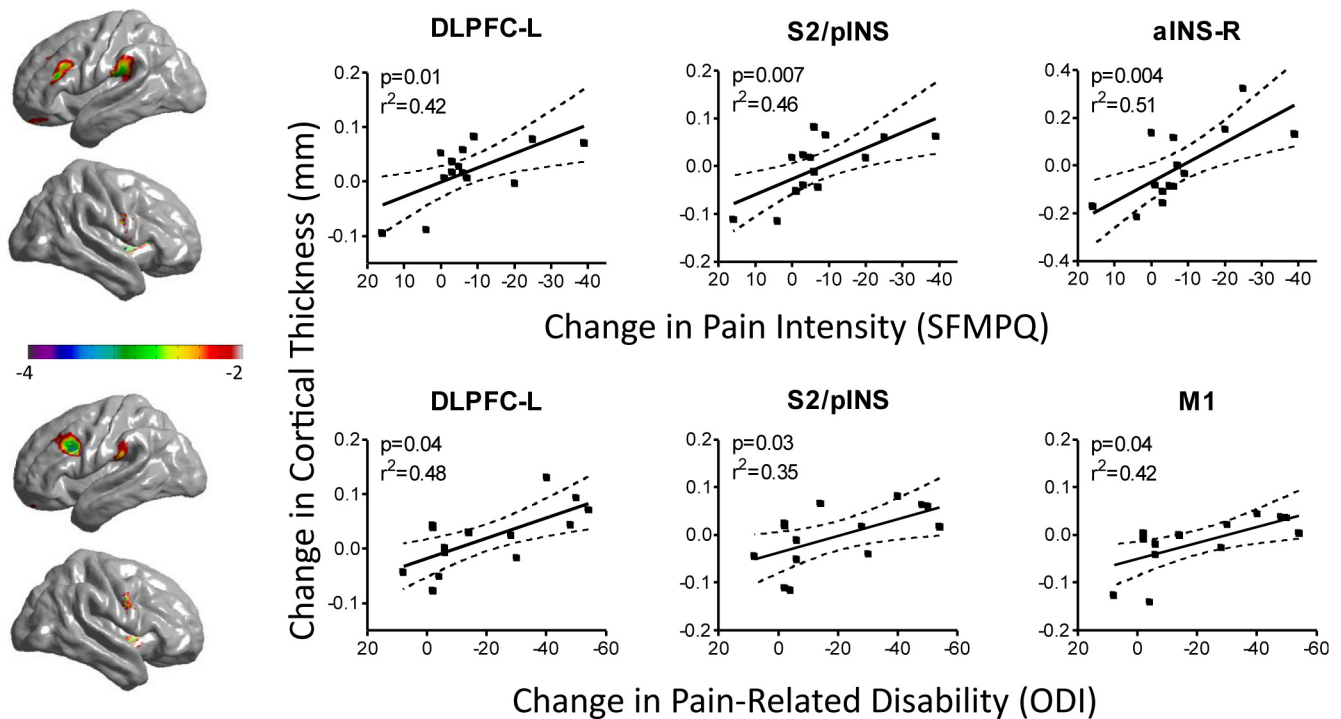 DLPFC-L
S2/pINS
aINS-R
p=0.01
r²=0.42
p=0.007
r²=0.46
p=0.004
r²=0.51
0.2
0.1
0.0
-0.1
0.2
0.1
0.0
-0.1
-0.2
0.4
0.2
0.0
-0.2
-0.4
20 10 0 -10 -20 -30 -40
20 10 0 -10 -20 -30 -40
20 10 0 -10 -20 -30 -40
Change in Pain Intensity (SFMPQ)
Change in Cortical Thickness (mm)
-4 -2
DLPFC-L
S2/pINS
M1
p=0.04
r²=0.48
p=0.03
r²=0.35
p=0.04
r²=0.42
0.2
0.1
0.0
-0.1
0.2
0.1
0.0
-0.1
-0.2
0.2
0.1
0.0
-0.1
-0.2
20 0 -20 -40 -60
20 0 -20 -40 -60
20 0 -20 -40 -60
Change in Pain-Related Disability (ODI)